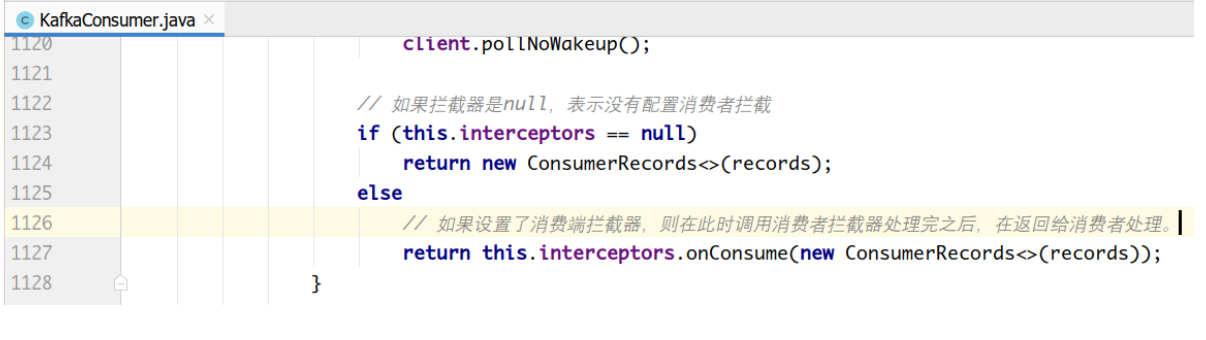 C KafkaConsumer.java ×
1120 client.pollNoWakeup();
1121
1122 // 如果拦截器是null，表示没有配置消费者拦截
1123 if (this.interceptors == null)
1124 return new ConsumerRecords<>(records);
1125 else
1126 // 如果设置了消费端拦截器，则在此时调用消费者拦截器处理完之后，在返回给消费者处理。
1127 return this.interceptors.onConsume(new ConsumerRecords<>(records));
1128 }